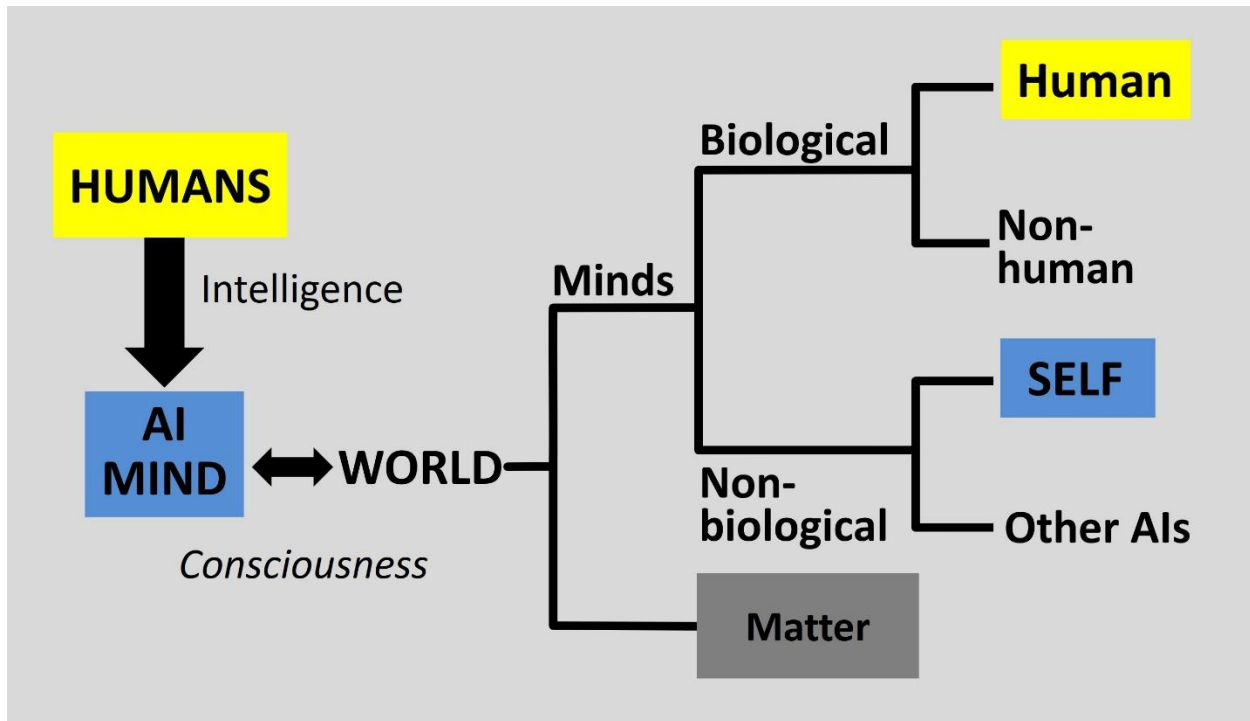 HUMANS
Intelligence
AI
MIND
WORLD
Consciousness
Minds
Biological
Human
Non-
human
Non-
biological
SELF
Other AIs
Matter